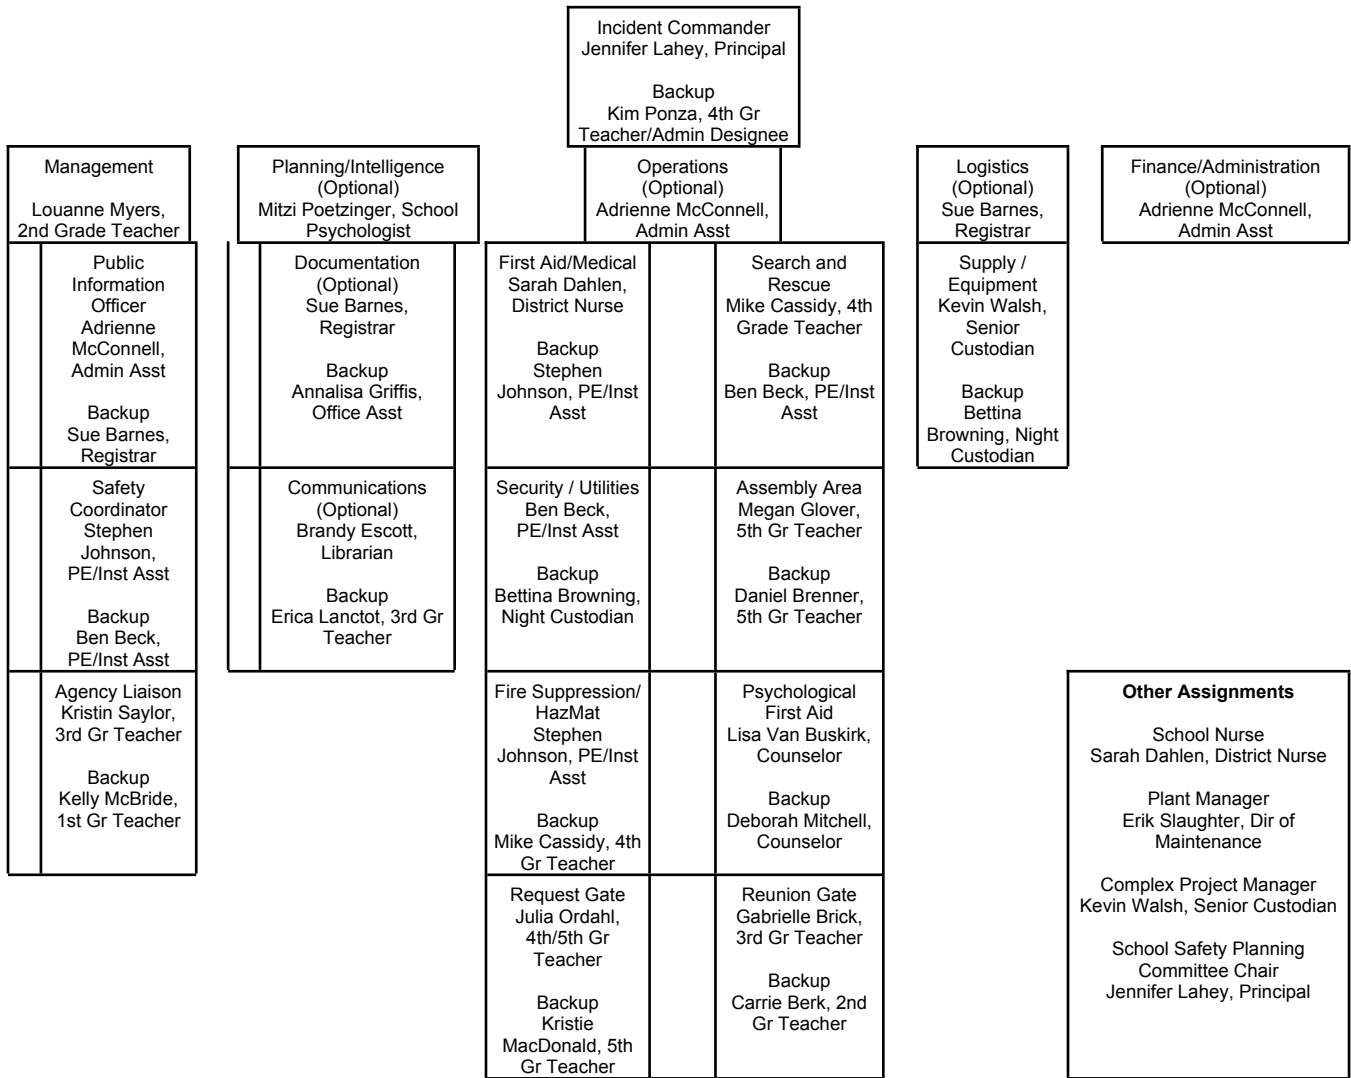 Incident Commander
Jennifer Lahey, Principal
Backup
Kim Ponza, 4th Gr
Teacher/Admin Designee
Management
Louanne Myers,
2nd Grade Teacher
Planning/Intelligence
(Optional)
Mitzi Poetzinger, School
Psychologist
Operations
(Optional)
Adrienne McConnell,
Admin Asst
Logistics
(Optional)
Sue Barnes,
Registrar
Finance/Administration
(Optional)
Adrienne McConnell,
Admin Asst
Public
Information
Officer
Adrienne
McConnell,
Admin Asst
Backup
Sue Barnes,
Registrar
Documentation
(Optional)
Sue Barnes,
Registrar
Backup
Annalisa Griffis,
Office Asst
First Aid/Medical
Sarah Dahlen,
District Nurse
Backup
Stephen
Johnson, PE/Inst
Asst
Search and
Rescue
Mike Cassidy, 4th
Grade Teacher
Backup
Ben Beck, PE/Inst
Asst
Supply /
Equipment
Kevin Walsh,
Senior
Custodian
Backup
Bettina
Browning, Night
Custodian
Safety
Coordinator
Stephen
Johnson,
PE/Inst Asst
Backup
Ben Beck,
PE/Inst Asst
Communications
(Optional)
Brandy Escott,
Librarian
Backup
Erica Lanctot, 3rd Gr
Teacher
Security / Utilities
Ben Beck,
PE/Inst Asst
Backup
Bettina Browning,
Night Custodian
Assembly Area
Megan Glover,
5th Gr Teacher
Backup
Daniel Brenner,
5th Gr Teacher
Agency Liaison
Kristin Saylor,
3rd Gr Teacher
Backup
Kelly McBride,
1st Gr Teacher
Fire Suppression/
HazMat
Stephen
Johnson, PE/Inst
Asst
Backup
Mike Cassidy, 4th
Gr Teacher
Psychological
First Aid
Lisa Van Buskirk,
Counselor
Backup
Deborah Mitchell,
Counselor
Other Assignments
School Nurse
Sarah Dahlen, District Nurse
Plant Manager
Erik Slaughter, Dir of
Maintenance
Complex Project Manager
Kevin Walsh, Senior Custodian
School Safety Planning
Committee Chair
Jennifer Lahey, Principal
Request Gate
Julia Ordahl,
4th/5th Gr
Teacher
Backup
Kristie
MacDonald, 5th
Gr Teacher
Reunion Gate
Gabrielle Brick,
3rd Gr Teacher
Backup
Carrie Berk, 2nd
Gr Teacher